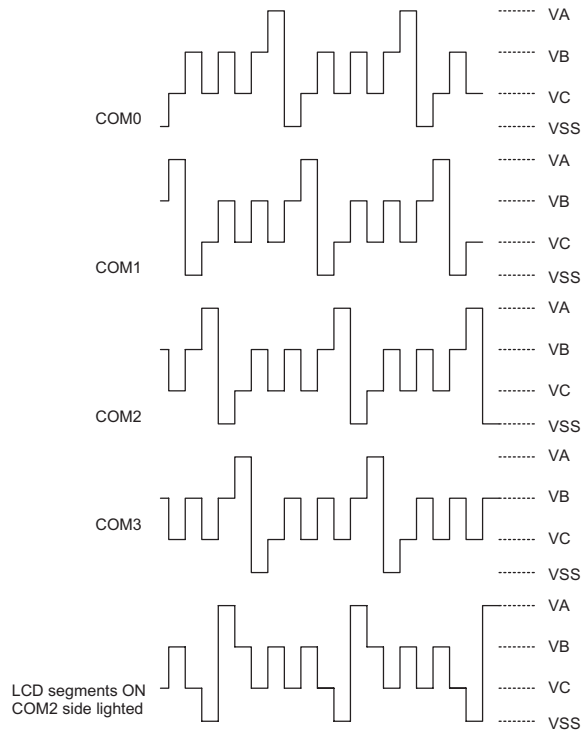 VA
VB
VC
COM0
VSS
VA
VB
VC
COM1
VSS
VA
VB
VC
COM2
VSS
VA
VB
COM3
VC
VSS
VA
VB
LCD segments ON
VC
COM2 side lighted
VSS